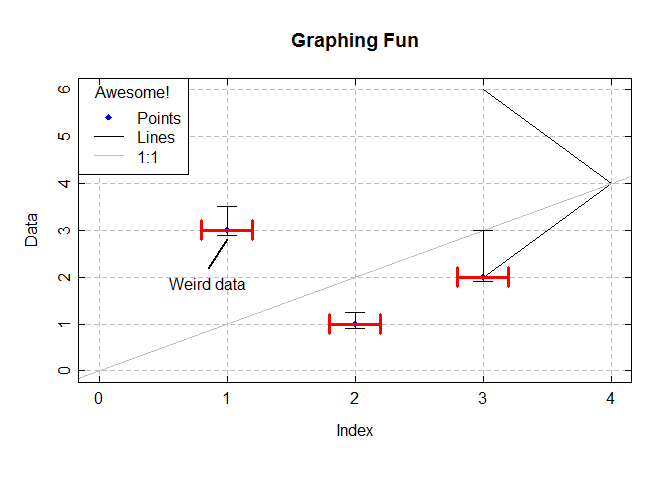 Graphing Fun
Awesome!
Points
Lines
1:1
Weird data
Data
0 1 2 3 4 5 6
0 1 2 3 4
Index